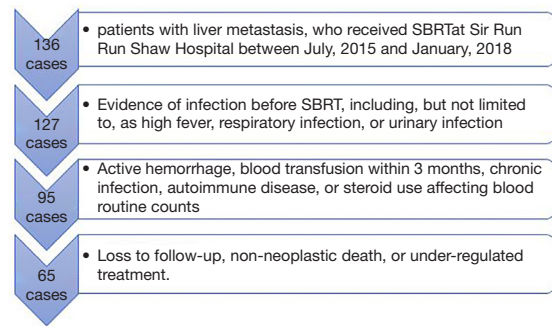 136
cases
• patients with liver metastasis, who received SBRTat Sir Run
Run Shaw Hospital between July, 2015 and January, 2018
127
cases
• Evidence of infection before SBRT, including, but not limited
to, as high fever, respiratory infection, or urinary infection
95
cases
• Active hemorrhage, blood transfusion within 3 months, chronic
infection, autoimmune disease, or steroid use affecting blood
routine counts
65
cases
• Loss to follow-up, non-neoplastic death, or under-regulated
treatment.